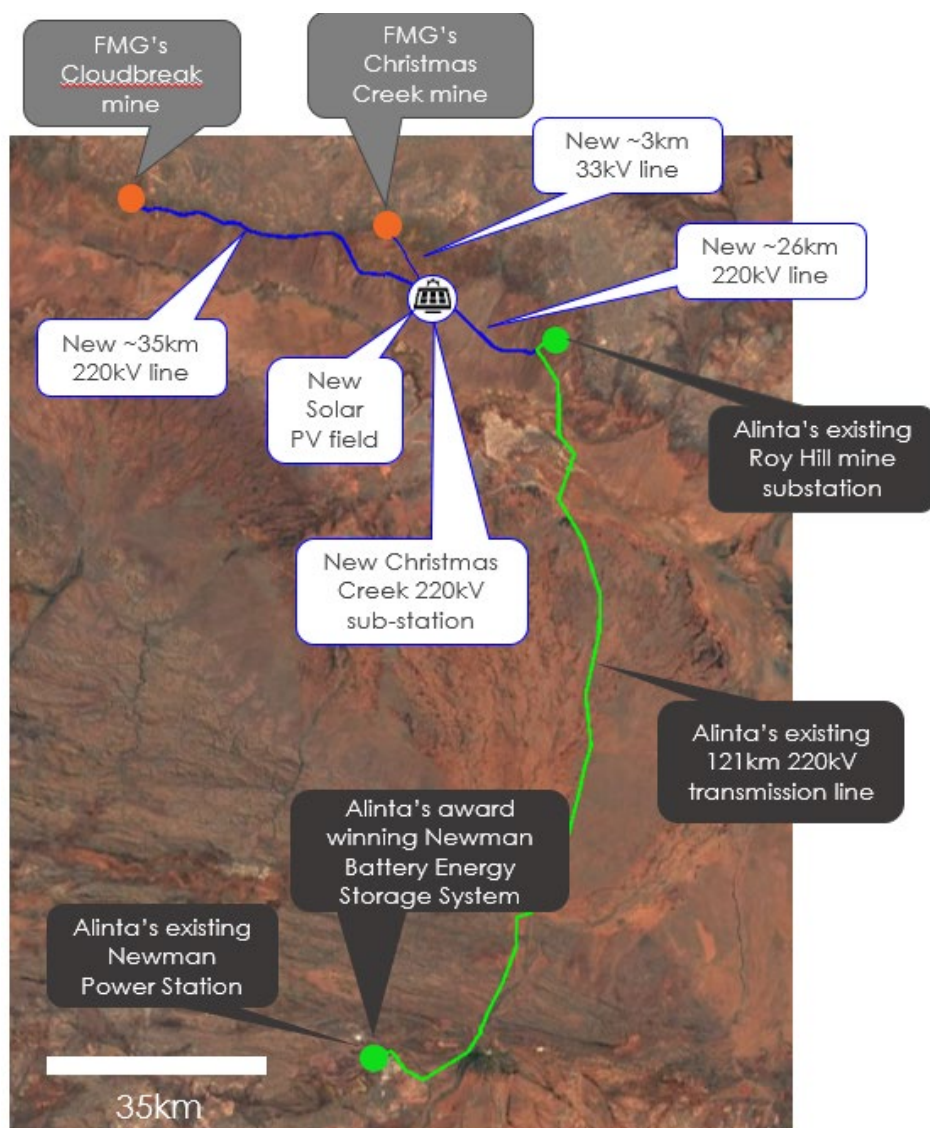 FMG's
Cloudbreak
mine
FMG's
Christmas
Creek mine
New ~3km
33kV line
New ~26km
220kV line
New ~35km
220kV line
New
Solar
PV field
Alinta's existing
Roy Hill mine
substation
New Christmas
Creek 220kV
sub-station
Alinta's existing
121km 220kV
transmission line
Alinta's award
winning Newman
Battery Energy
Storage System
Alinta's existing
Newman
Power Station
35km